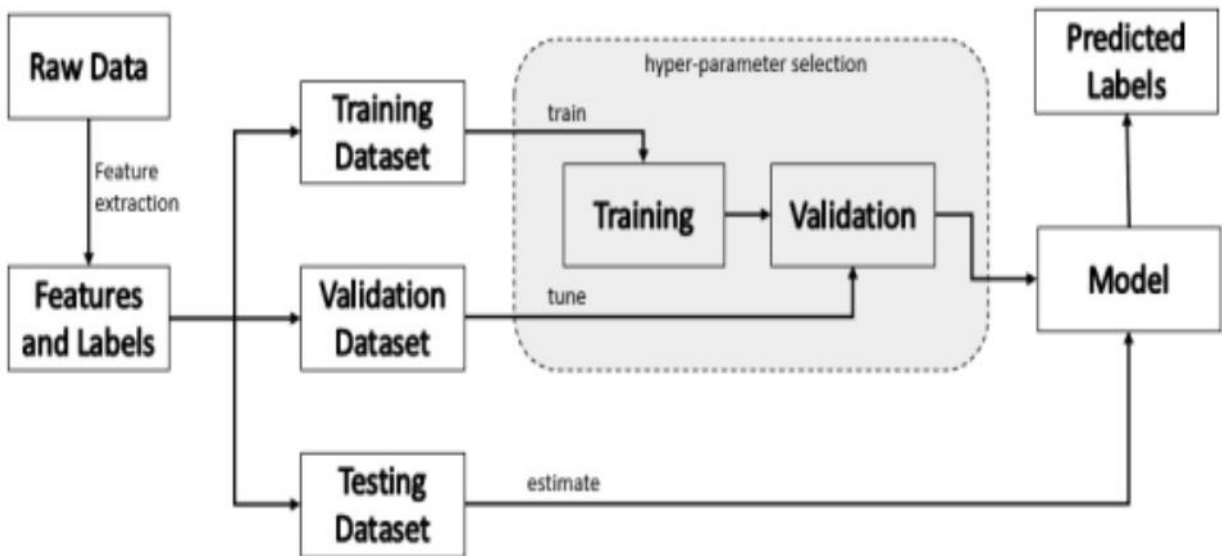 Raw Data
Feature
extraction
Features
and Labels
Training
Dataset
Validation
Dataset
Testing
Dataset
hyper-parameter selection
train
Training
Validation
tune
estimate
Model
Predicted
Labels